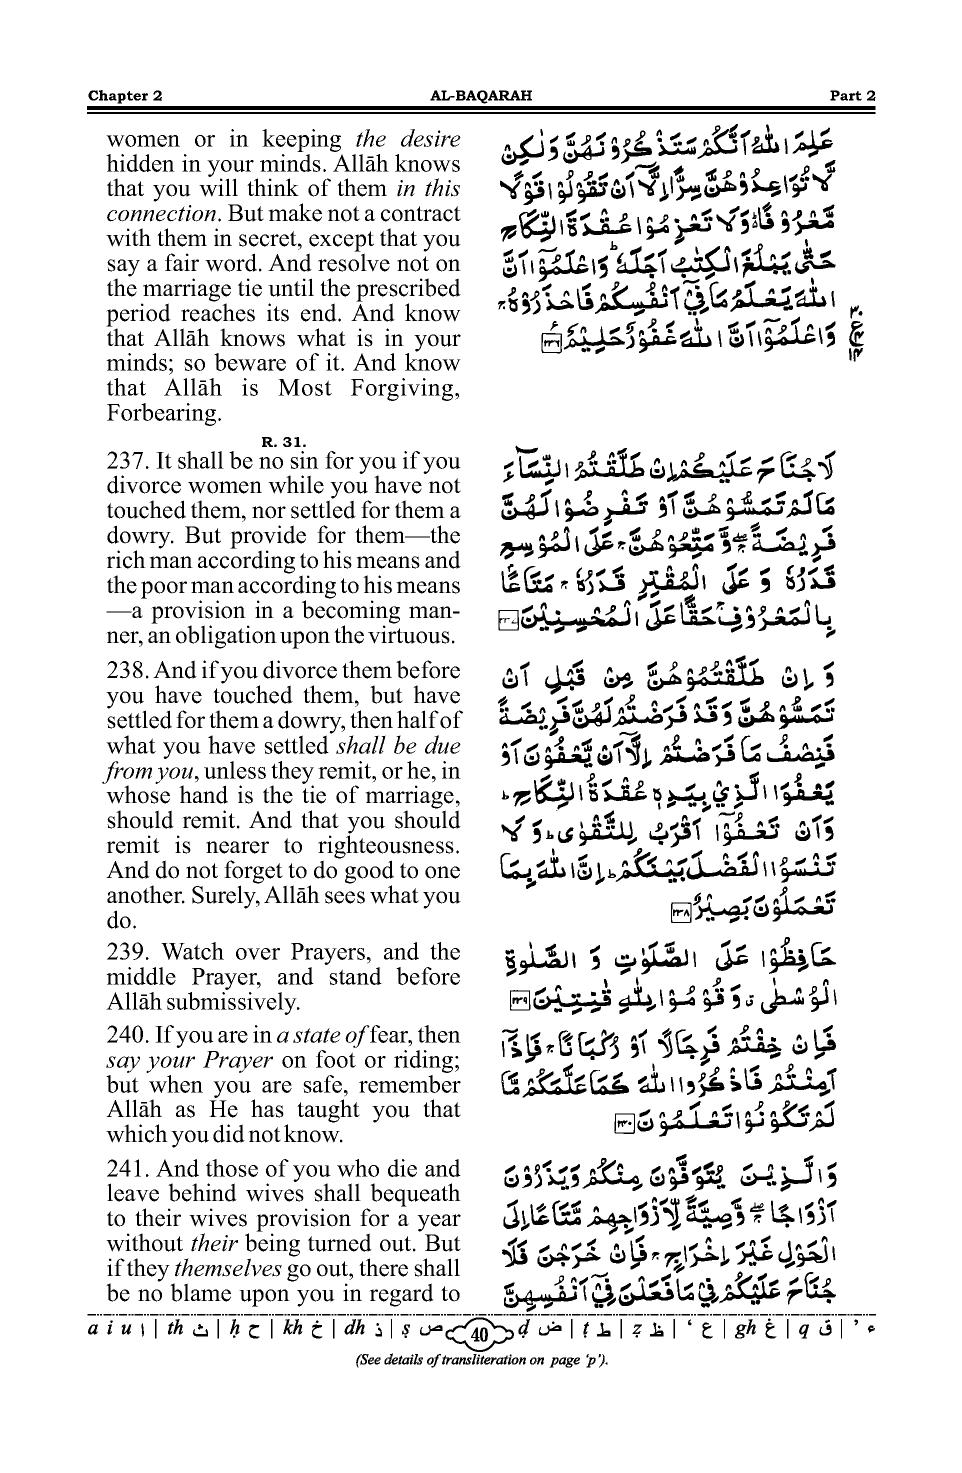 Chapter 2 AL-BAQARAH Part 2
women or in keeping the desire
hidden in your minds. Allāh knows
that you will think of them in this
connection. But make not a contract
with them in secret, except that you
say a fair word. And resolve not on
the marriage tie until the prescribed
period reaches its end. And know
that Allāh knows what is in your
minds; so beware of it. And know
that Allāh is Most Forgiving,
Forbearing.
R. 31.
237. It shall be no sin for you if you
divorce women while you have not
touched them, nor settled for them a
dowry. But provide for them—the
rich man according to his means and
the poor man according to his means
—a provision in a becoming man-
ner, an obligation upon the virtuous.
238. And if you divorce them before
you have touched them, but have
settled for them a dowry, then half of
what you have settled shall be due
from you, unless they remit, or he, in
whose hand is the tie of marriage,
should remit. And that you should
remit is nearer to righteousness.
And do not forget to do good to one
another. Surely, Allāh sees what you
do.
239. Watch over Prayers, and the
middle Prayer, and stand before
Allāh submissively.
240. If you are in a state of fear, then
say your Prayer on foot or riding;
but when you are safe, remember
Allāh as He has taught you that
which you did not know.
241. And those of you who die and
leave behind wives shall bequeath
to their wives provision for a year
without their being turned out. But
if they themselves go out, there shall
be no blame upon you in regard to
عَلِمَ اللّٰهُ اَنَّكُمْ سَتَذْكُرُوْنَهُنَّ وَلٰكِنْ
لَّا تُوَاعِدُوْهُنَّ سِرًّا اِلَّاۤ اَنْ تَقُوْلُوْا قَوْلًا
مَّعْرُوْفًا ؕ وَلَا تَعْزِمُوْا عُقْدَةَ النِّكَاحِ
حَتّٰى يَبْلُغَ الْكِتٰبُ اَجَلَهٗ ؕ وَاعْلَمُوْۤا اَنَّ
اللّٰهَ يَعْلَمُ مَا فِيْۤ اَنْفُسِكُمْ فَاحْذَرُوْهُ ۚ
وَاعْلَمُوْۤا اَنَّ اللّٰهَ غَفُوْرٌ حَلِيْمٌ ۲۳۶
لَا جُنَاحَ عَلَيْكُمْ اِنْ طَلَّقْتُمُ النِّسَآءَ
مَا لَمْ تَمَسُّوْهُنَّ اَوْ تَفْرِضُوْا لَهُنَّ
فَرِيْضَةً ۚۖ وَّمَتِّعُوْهُنَّ ۚ عَلَى الْمُوْسِعِ
قَدَرُهٗ وَ عَلَى الْمُقْتِرِ قَدَرُهٗ ۚ مَتَاعًۢا
بِالْمَعْرُوْفِ ۚ حَقًّا عَلَى الْمُحْسِنِيْنَ ۲۳۷
وَ اِنْ طَلَّقْتُمُوْهُنَّ مِنْ قَبْلِ اَنْ
تَمَسُّوْهُنَّ وَقَدْ فَرَضْتُمْ لَهُنَّ فَرِيْضَةً
فَنِصْفُ مَا فَرَضْتُمْ اِلَّاۤ اَنْ يَّعْفُوْنَ اَوْ
يَعْفُوَا الَّذِيْ بِيَدِهٖ عُقْدَةُ النِّكَاحِ ؕ
وَاَنْ تَعْفُوْۤا اَقْرَبُ لِلتَّقْوٰى ؕ وَ لَا
تَنْسَوُا الْفَضْلَ بَيْنَكُمْ ؕ اِنَّ اللّٰهَ بِمَا
تَعْمَلُوْنَ بَصِيْرٌ ۲۳۸
حَافِظُوْا عَلَى الصَّلَوٰتِ وَ الصَّلٰوةِ
الْوُسْطٰى ۗ وَقُوْمُوْا لِلّٰهِ قٰنِتِيْنَ ۲۳۹
فَاِنْ خِفْتُمْ فَرِجَالًا اَوْ رُكْبَانًا ۚ فَاِذَاۤ
اَمِنْتُمْ فَاذْكُرُوا اللّٰهَ كَمَا عَلَّمَكُمْ مَّا
لَمْ تَكُوْنُوْا تَعْلَمُوْنَ ۲۴۰
وَالَّذِيْنَ يُتَوَفَّوْنَ مِنْكُمْ وَيَذَرُوْنَ
اَزْوَاجًا ۚۖ وَّصِيَّةً لِّاَزْوَاجِهِمْ مَّتَاعًا اِلَى
الْحَوْلِ غَيْرَ اِخْرَاجٍ ۚ فَاِنْ خَرَجْنَ فَلَا
جُنَاحَ عَلَيْكُمْ فِيْ مَا فَعَلْنَ فِيْۤ اَنْفُسِهِنَّ
a i u ا | th ث | ḥ ح | kh خ | dh ذ | ṣ ص 40 ḍ ض | ṭ ط | ẓ ظ | ‘ ع | gh غ | q ق | ’ ء
(See details of transliteration on page ‘p’).